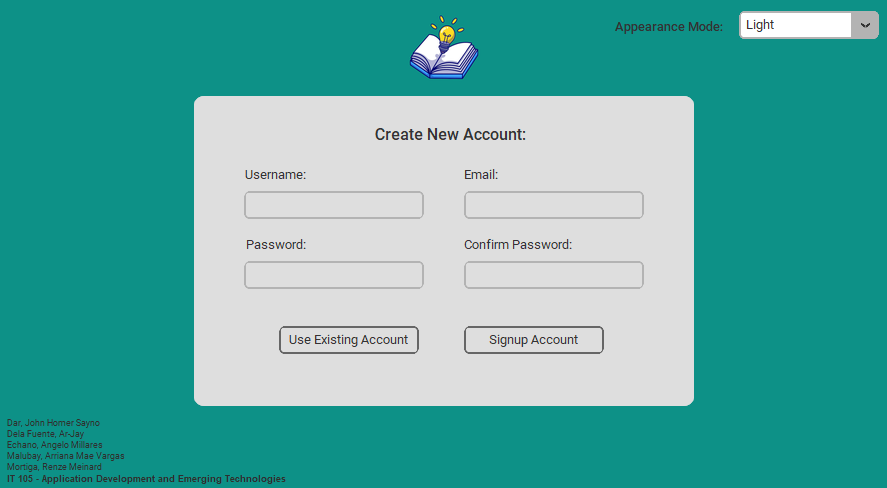 Appearance Mode: Light
Create New Account:
Username: Email:
Password: Confirm Password:
Use Existing Account Signup Account
Dar, John Homer Sayno
Dela Fuente, Ar-Jay
Echano, Angelo Millares
Malubay, Arriana Mae Vargas
Mortiga, Renze Meinard
IT 105 - Application Development and Emerging Technologies